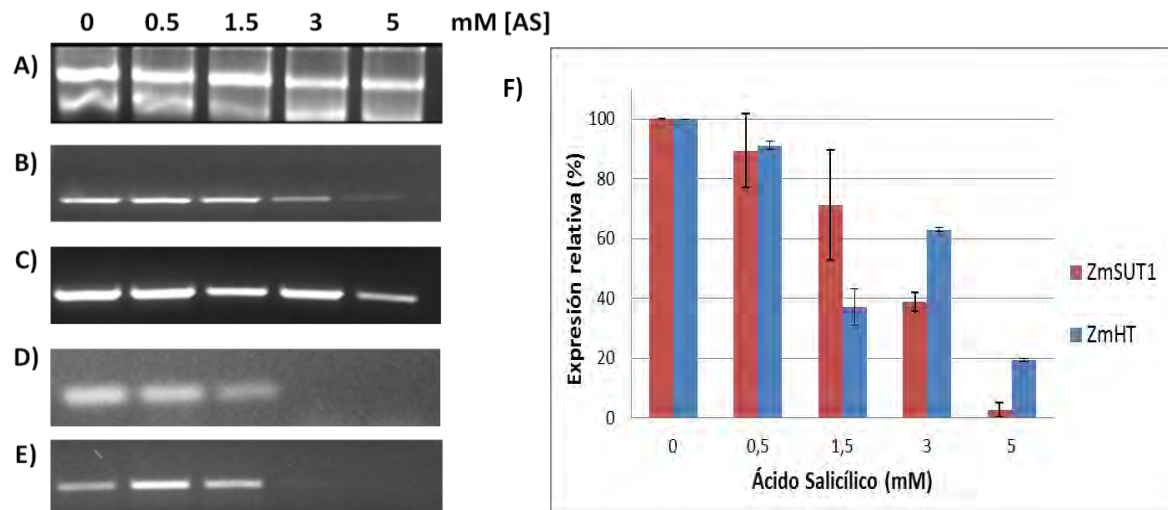 0 0.5 1.5 3 5 mM [AS]
A)
B)
C)
D)
E)
F)
Expresión relativa (%)
100
80
60
40
20
0
0 0,5 1,5 3 5
Ácido Salicílico (mM)
ZmSUT1
ZmHT